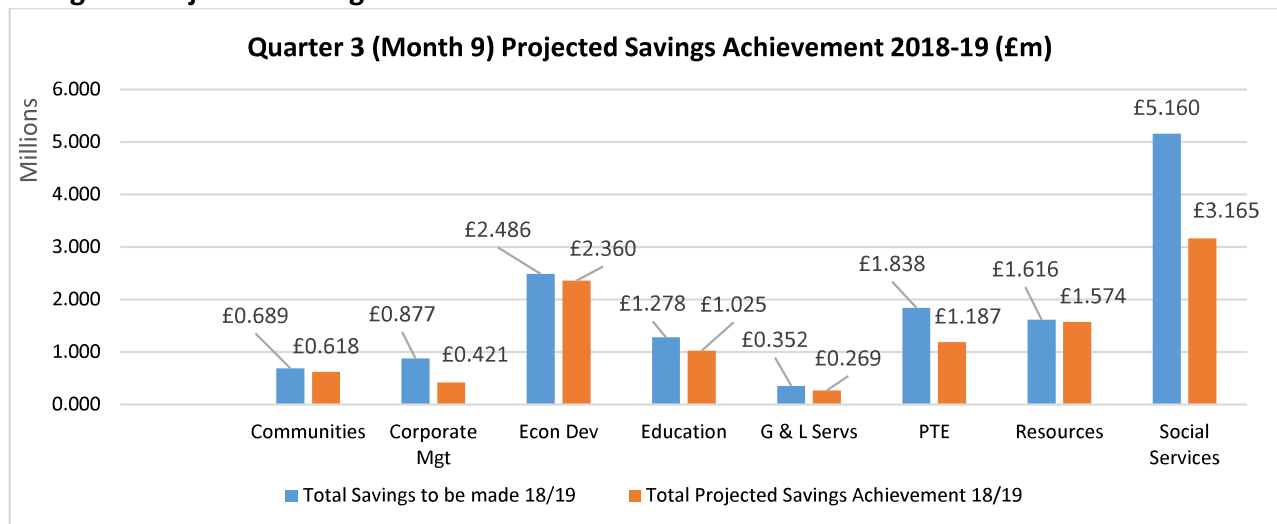 Quarter 3 (Month 9) Projected Savings Achievement 2018-19 (£m)
Millions
6.000
5.000
4.000
3.000
2.000
1.000
0.000
£0.689
£0.618
£0.877
£0.421
£2.486
£2.360
£1.278
£1.025
£0.352
£0.269
£1.838
£1.187
£1.616
£1.574
£5.160
£3.165
Communities
Corporate
Mgt
Econ Dev
Education
G & L Servs
PTE
Resources
Social
Services
Total Savings to be made 18/19
Total Projected Savings Achievement 18/19